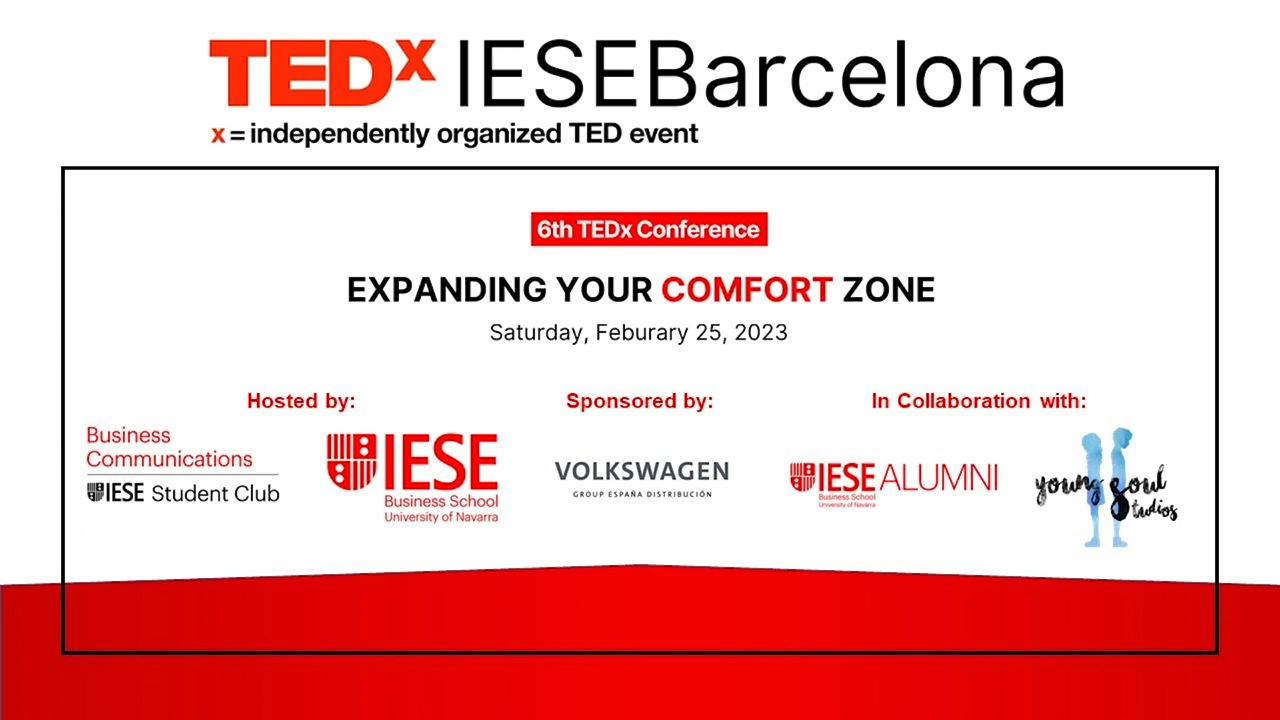 TEDx IESEBarcelona
x = independently organized TED event
6th TEDx Conference
EXPANDING YOUR COMFORT ZONE
Saturday, Feburary 25, 2023
Hosted by:
Business
Communications
IESE Student Club
IESE
Business School
University of Navarra
Sponsored by:
VOLKSWAGEN
GROUP ESPAÑA DISTRIBUCIÓN
In Collaboration with:
IESE ALUMNI
Business School
University of Navarra
young Soul
Studios